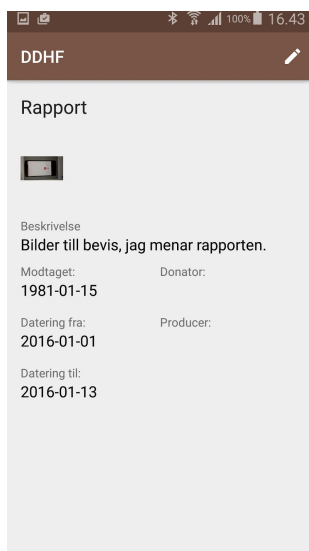 100% 16.43
DDHF
Rapport
Beskrivelse
Bilder till bevis, jag menar rapporten.
Modtaget: Donator:
1981-01-15
Datering fra: Producer:
2016-01-01
Datering til:
2016-01-13